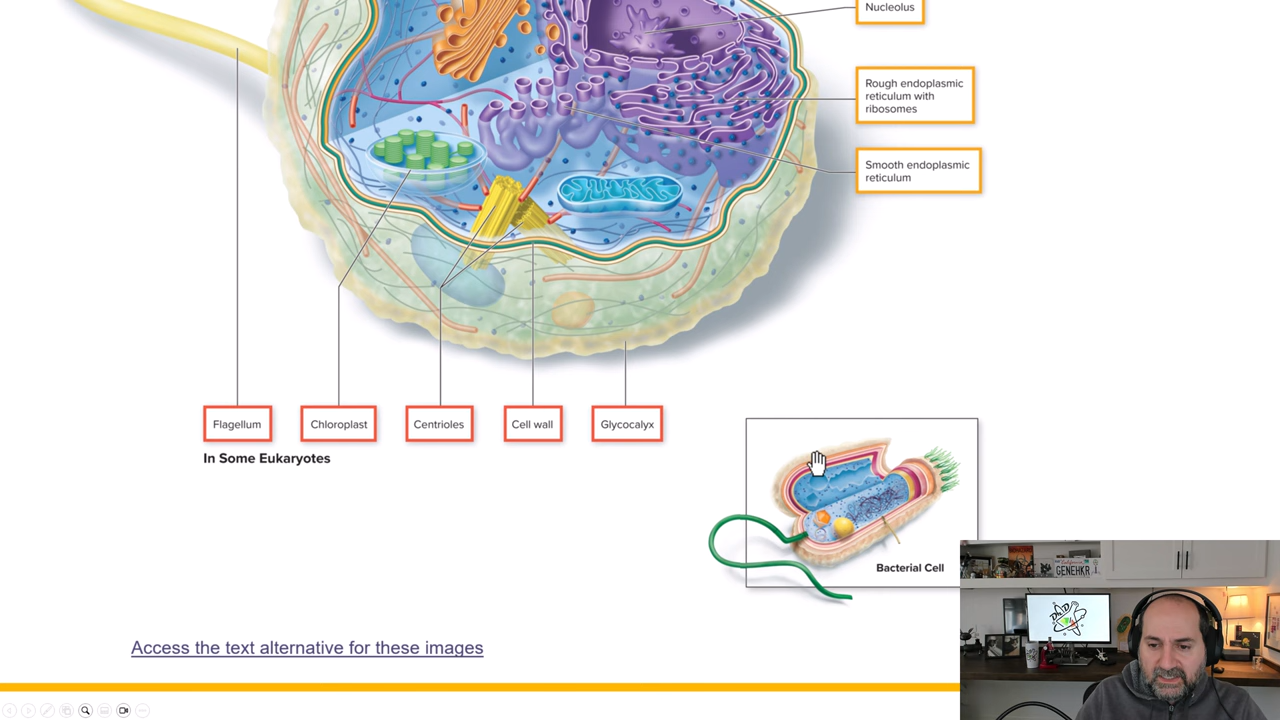 Nucleolus
Rough endoplasmic
reticulum with
ribosomes
Smooth endoplasmic
reticulum
Flagellum
Chloroplast
Centrioles
Cell wall
Glycocalyx
In Some Eukaryotes
Bacterial Cell
Access the text alternative for these images
GENEHKR